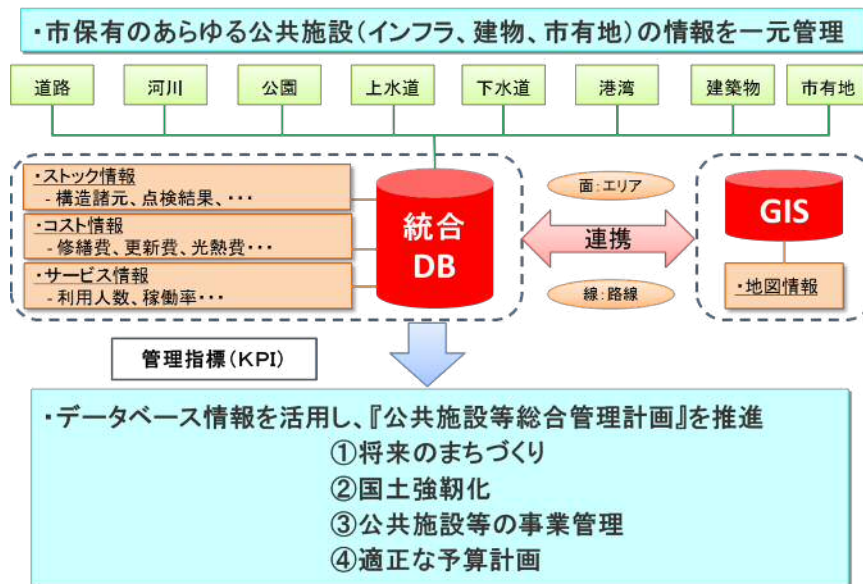 ・市保有のあらゆる公共施設(インフラ、建物、市有地)の情報を一元管理
道路
河川
公園
上水道
下水道
港湾
建築物
市有地
・ストック情報
- 構造諸元、点検結果、・・・
・コスト情報
- 修繕費、更新費、光熱費・・・
・サービス情報
- 利用人数、稼働率・・・
統合
DB
面:エリア
連携
線:路線
GIS
・地図情報
管理指標(KPI)
・データベース情報を活用し、『公共施設等総合管理計画』を推進
①将来のまちづくり
②国土強靭化
③公共施設等の事業管理
④適正な予算計画